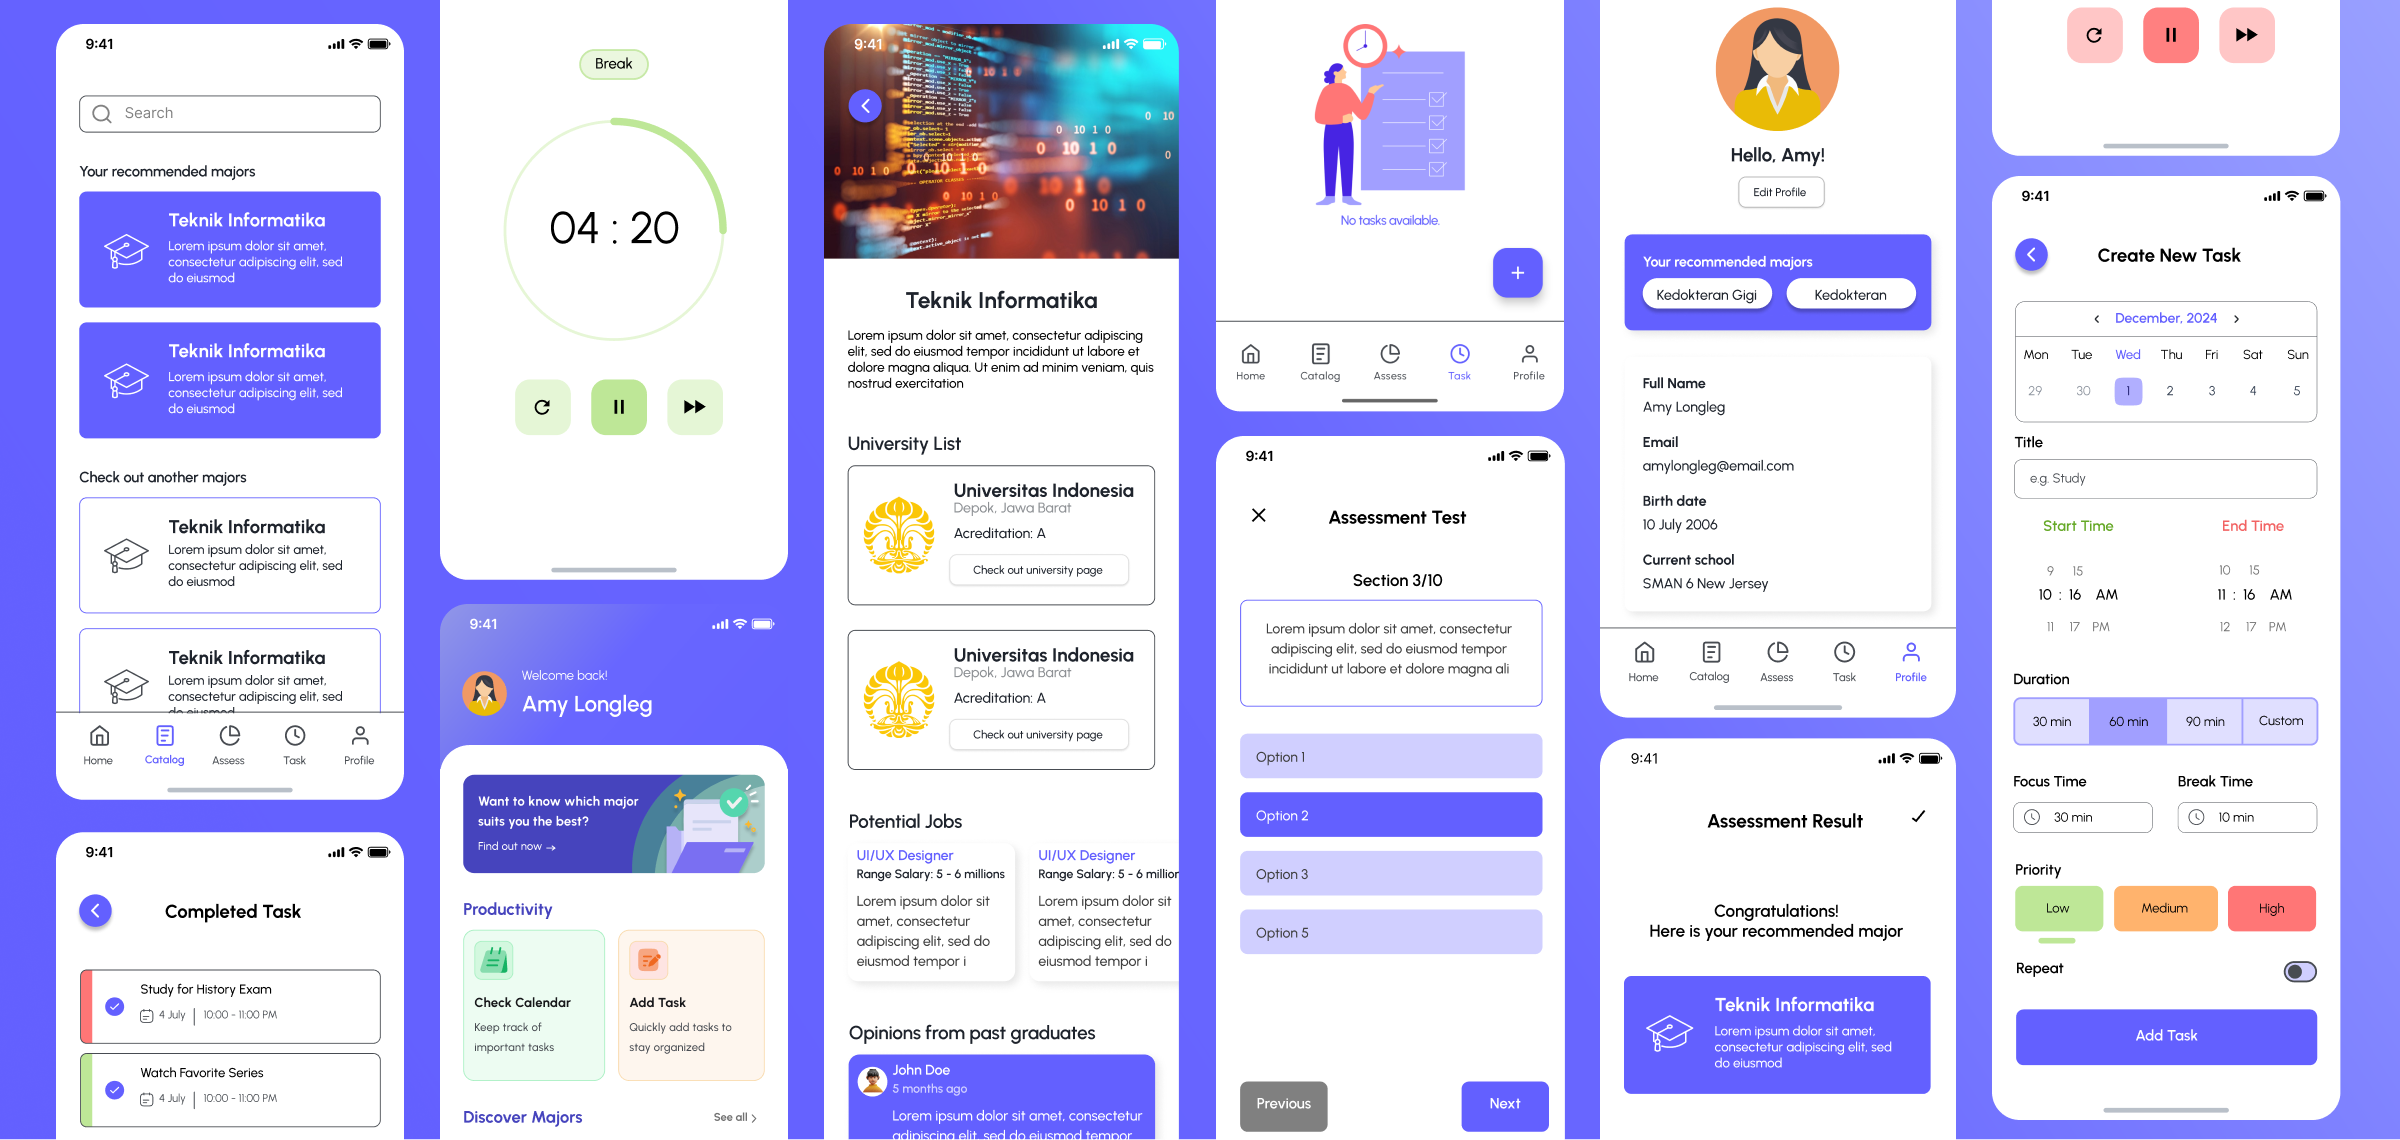 9:41
Search
Your recommended majors
Teknik Informatika
Lorem ipsum dolor sit amet,
consectetur adipiscing elit, sed
do eiusmod
Teknik Informatika
Lorem ipsum dolor sit amet,
consectetur adipiscing elit, sed
do eiusmod
Check out another majors
Teknik Informatika
Lorem ipsum dolor sit amet,
consectetur adipiscing elit, sed
do eiusmod
Teknik Informatika
Lorem ipsum dolor sit amet,
consectetur adipiscing elit, sed
do eiusmod
Home Catalog Assess Task Profile
9:41
Completed Task
Study for History Exam
4 July | 10:00 - 11:00 PM
Watch Favorite Series
4 July | 10:00 - 11:00 PM
Break
04 : 20
9:41
Welcome back!
Amy Longleg
Want to know which major
suits you the best?
Find out now →
Productivity
Check Calendar
Keep track of
important tasks
Add Task
Quickly add tasks to
stay organized
Discover Majors
See all >
9:41
Teknik Informatika
Lorem ipsum dolor sit amet, consectetur adipiscing
elit, sed do eiusmod tempor incididunt ut labore et
dolore magna aliqua. Ut enim ad minim veniam, quis
nostrud exercitation
University List
Universitas Indonesia
Depok, Jawa Barat
Acreditation: A
Check out university page
Universitas Indonesia
Depok, Jawa Barat
Acreditation: A
Check out university page
Potential Jobs
UI/UX Designer
Range Salary: 5 - 6 millions
Lorem ipsum dolor sit
amet, consectetur
adipiscing elit, sed do
eiusmod tempor i
UI/UX Designer
Range Salary: 5 - 6 million
Lorem ipsum dolor sit
amet, consectetur
adipiscing elit, sed do
eiusmod tempor i
Opinions from past graduates
John Doe
5 months ago
Lorem ipsum dolor sit amet, consectetur
adipiscing elit, sed do eiusmod tempor
No tasks available.
+
Home Catalog Assess Task Profile
9:41
Assessment Test
Section 3/10
Lorem ipsum dolor sit amet, consectetur
adipiscing elit, sed do eiusmod tempor
incididunt ut labore et dolore magna ali
Option 1
Option 2
Option 3
Option 5
Previous
Next
Hello, Amy!
Edit Profile
Your recommended majors
Kedokteran Gigi
Kedokteran
Full Name
Amy Longleg
Email
amylongleg@email.com
Birth date
10 July 2006
Current school
SMAN 6 New Jersey
Home Catalog Assess Task Profile
9:41
Assessment Result
Congratulations!
Here is your recommended major
Teknik Informatika
Lorem ipsum dolor sit amet,
consectetur adipiscing elit, sed
do eiusmod
9:41
Create New Task
< December, 2024 >
Mon Tue Wed Thu Fri Sat Sun
29 30 1 2 3 4 5
Title
e.g. Study
Start Time
9 15
10 : 16 AM
11 17 PM
End Time
10 15
11 : 16 AM
12 17 PM
Duration
30 min 60 min 90 min Custom
Focus Time
30 min
Break Time
10 min
Priority
Low Medium High
Repeat
Add Task